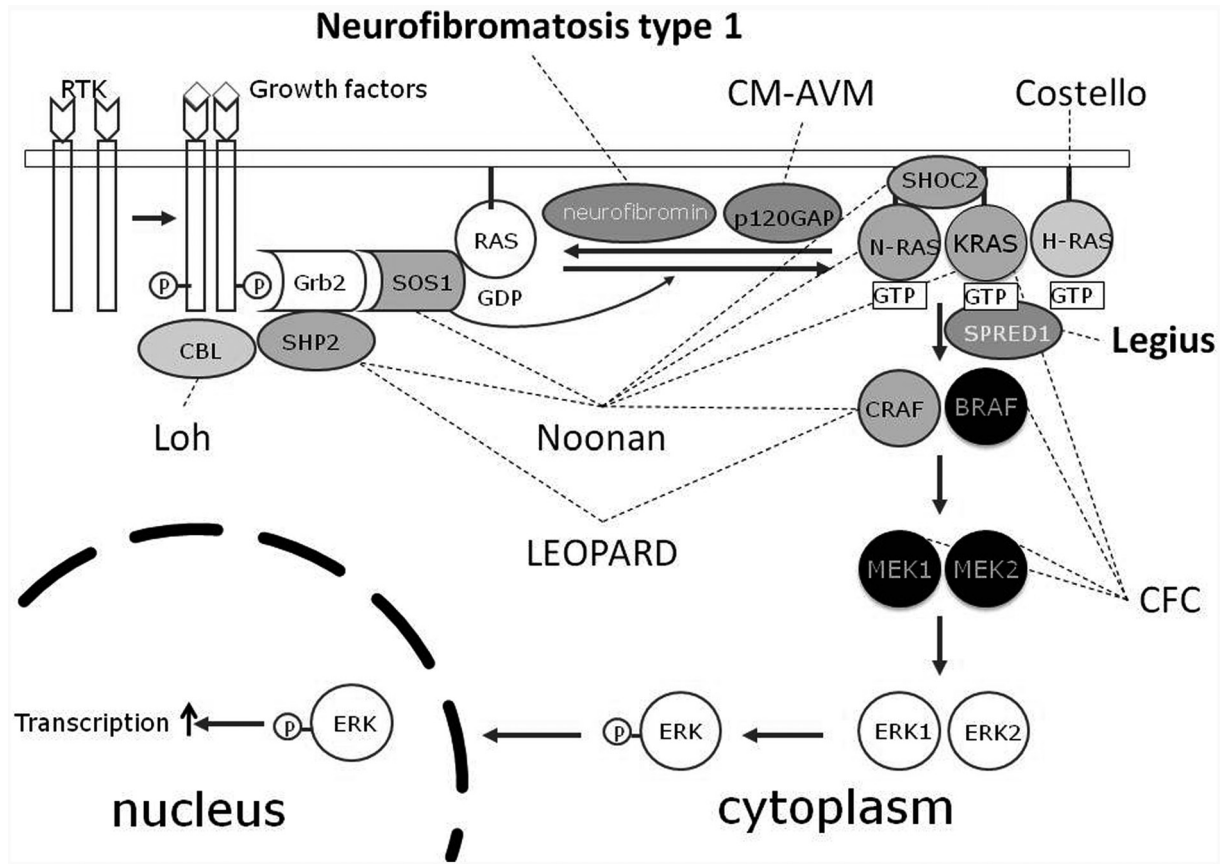 Neurofibromatosis type 1
RTK
Growth factors
CM-AVM
Costello
SHOC2
neurofibromin
p120GAP
RAS
N-RAS
KRAS
H-RAS
P
P
Grb2
SOS1
GDP
GTP
GTP
GTP
CBL
SHP2
SPRED1
Legius
CRAF
BRAF
Loh
Noonan
LEOPARD
MEK1
MEK2
CFC
Transcription
P
ERK
P
ERK
ERK1
ERK2
nucleus
cytoplasm